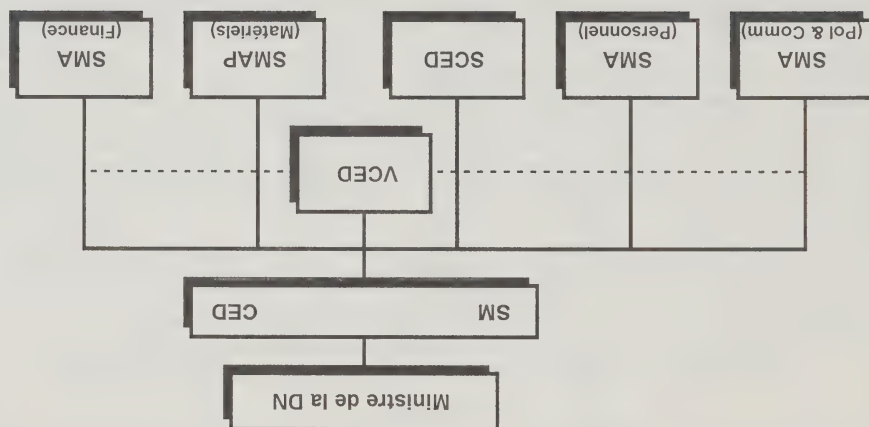 Ministre de la DN
SM CED
VCED
SMA
(Pol & Comm)
SMA
(Personnel)
SCED
SMAP
(Matériels)
SMA
(Finance)